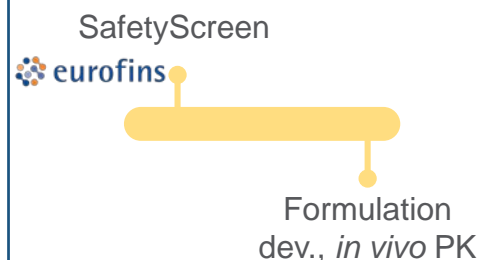 SafetyScreen
eurofins
Formulation
dev., in vivo PK